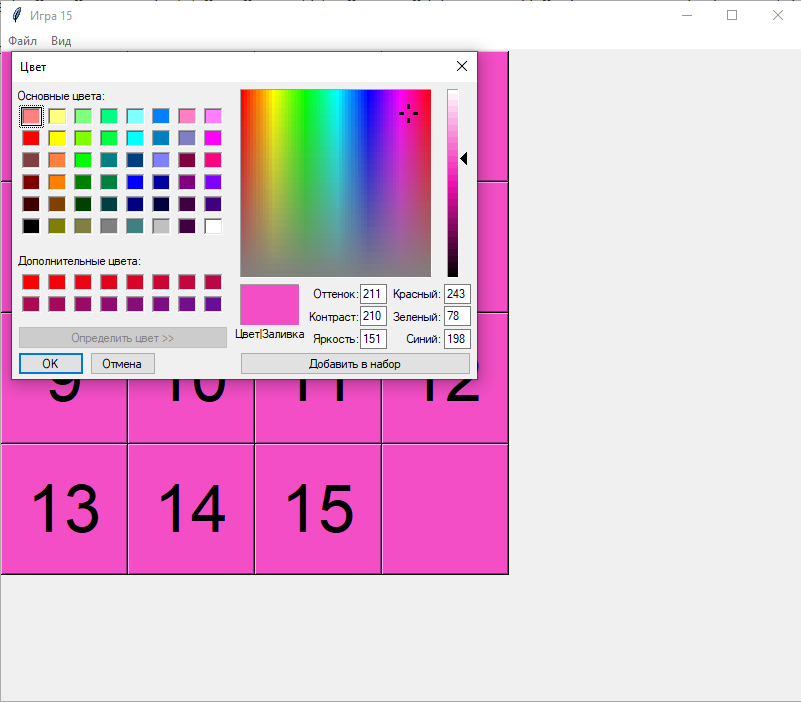 Игра 15
Файл Вид
Цвет
Основные цвета:
Дополнительные цвета:
Определить цвет >>
OK Отмена
Цвет|Заливка
Оттенок: 211 Красный: 243
Контраст: 210 Зеленый: 78
Яркость: 151 Синий: 198
Добавить в набор
9 10 11 12
13 14 15